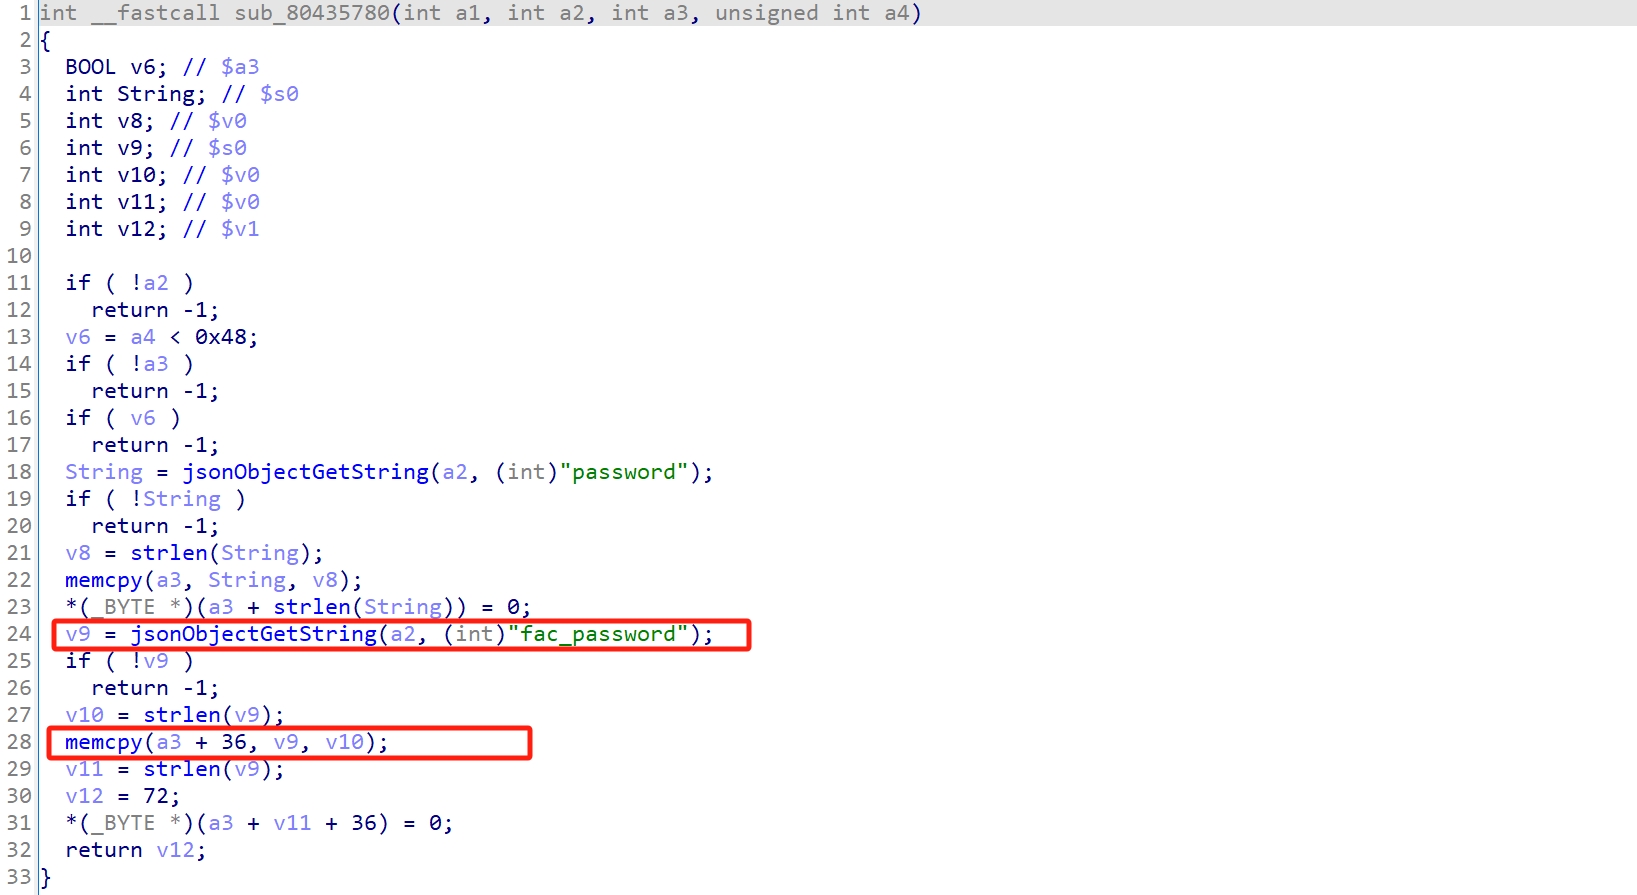 1 int __fastcall sub_80435780(int a1, int a2, int a3, unsigned int a4)
2 {
3   BOOL v6; // $a3
4   int String; // $s0
5   int v8; // $v0
6   int v9; // $s0
7   int v10; // $v0
8   int v11; // $v0
9   int v12; // $v1
10
11   if ( !a2 )
12     return -1;
13   v6 = a4 < 0x48;
14   if ( !a3 )
15     return -1;
16   if ( v6 )
17     return -1;
18   String = jsonObjectGetString(a2, (int)"password");
19   if ( !String )
20     return -1;
21   v8 = strlen(String);
22   memcpy(a3, String, v8);
23   *(_BYTE *)(a3 + strlen(String)) = 0;
24   v9 = jsonObjectGetString(a2, (int)"fac_password");
25   if ( !v9 )
26     return -1;
27   v10 = strlen(v9);
28   memcpy(a3 + 36, v9, v10);
29   v11 = strlen(v9);
30   v12 = 72;
31   *(_BYTE *)(a3 + v11 + 36) = 0;
32   return v12;
33 }